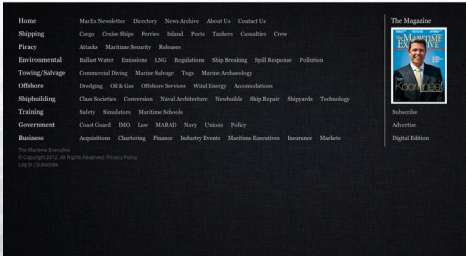 Home MarEx Newsletter Directory News Archive About Us Contact Us
Shipping Cargo Cruise Ships Ferries Inland Ports Tankers Casualties Crew
Piracy Attacks Maritime Security Releases
Environmental Ballast Water Emissions LNG Regulations Ship Breaking Spill Response Pollution
Towing/Salvage Commercial Diving Marine Salvage Tugs Marine Archaeology
Offshore Dredging Oil & Gas Offshore Services Wind Energy Accomodations
Shipbuilding Class Societies Conversion Naval Architecture Newbuilds Ship Repair Shipyards Technology
Training Safety Simulators Maritime Schools
Government Coast Guard IMO Law MARAD Navy Unions Policy
Business Acquisitions Chartering Finance Industry Events Maritime Executives Insurance Markets
The Maritime Executive
© Copyright 2012. All Rights Reserved. Privacy Policy
Log In / Subscribe
The Magazine
THE MARITIME
EXECUTIVE
Subscribe
Advertise
Digital Edition